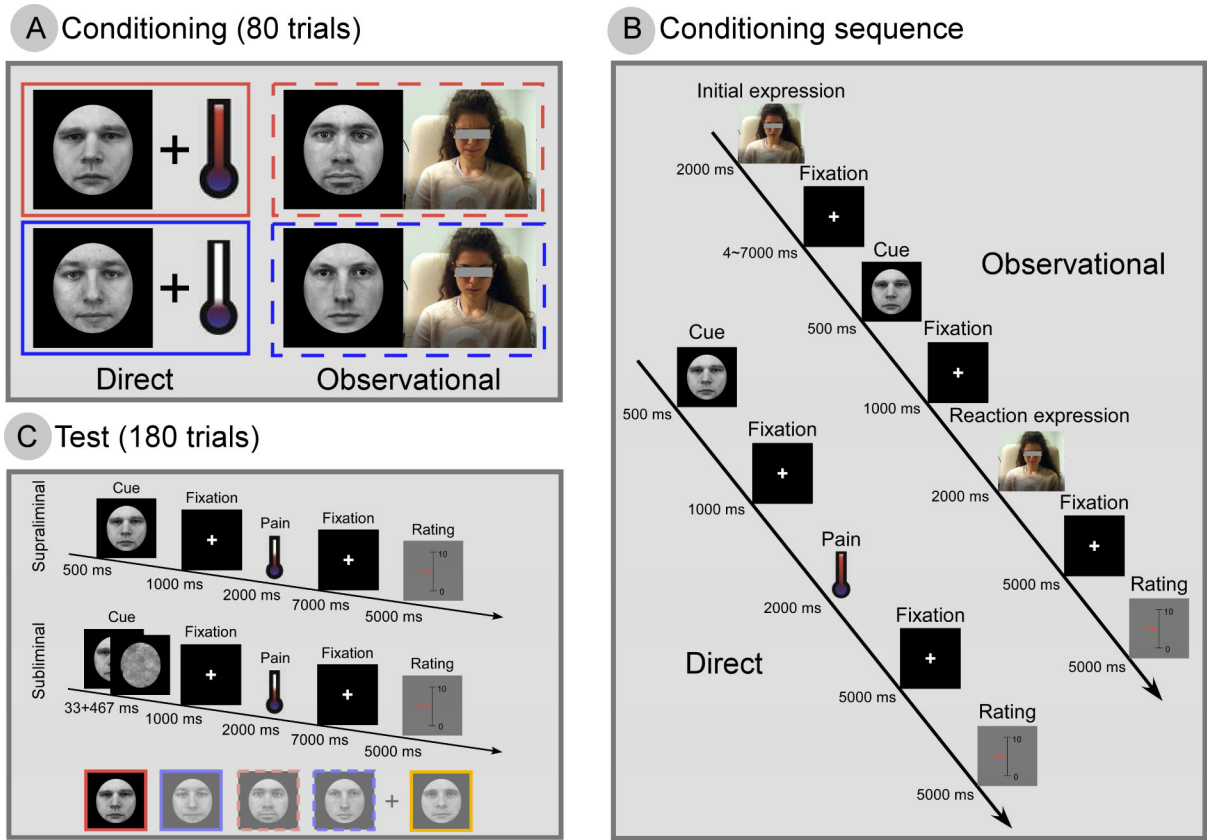 A Conditioning (80 trials)
+
+
Direct
Observational
B Conditioning sequence
Initial expression
2000 ms
Fixation
+
4~7000 ms
Cue
Observational
500 ms
Fixation
+
1000 ms
Reaction expression
2000 ms
Fixation
+
5000 ms
Rating
10
0
5000 ms
Cue
500 ms
Fixation
+
1000 ms
Pain
2000 ms
Fixation
+
Direct
5000 ms
Rating
10
0
5000 ms
C Test (180 trials)
Supraliminal
Cue
500 ms
Fixation
+
1000 ms
Pain
2000 ms
Fixation
+
7000 ms
Rating
10
0
5000 ms
Subliminal
Cue
33+467 ms
Fixation
+
1000 ms
Pain
2000 ms
Fixation
+
7000 ms
Rating
10
0
5000 ms
+